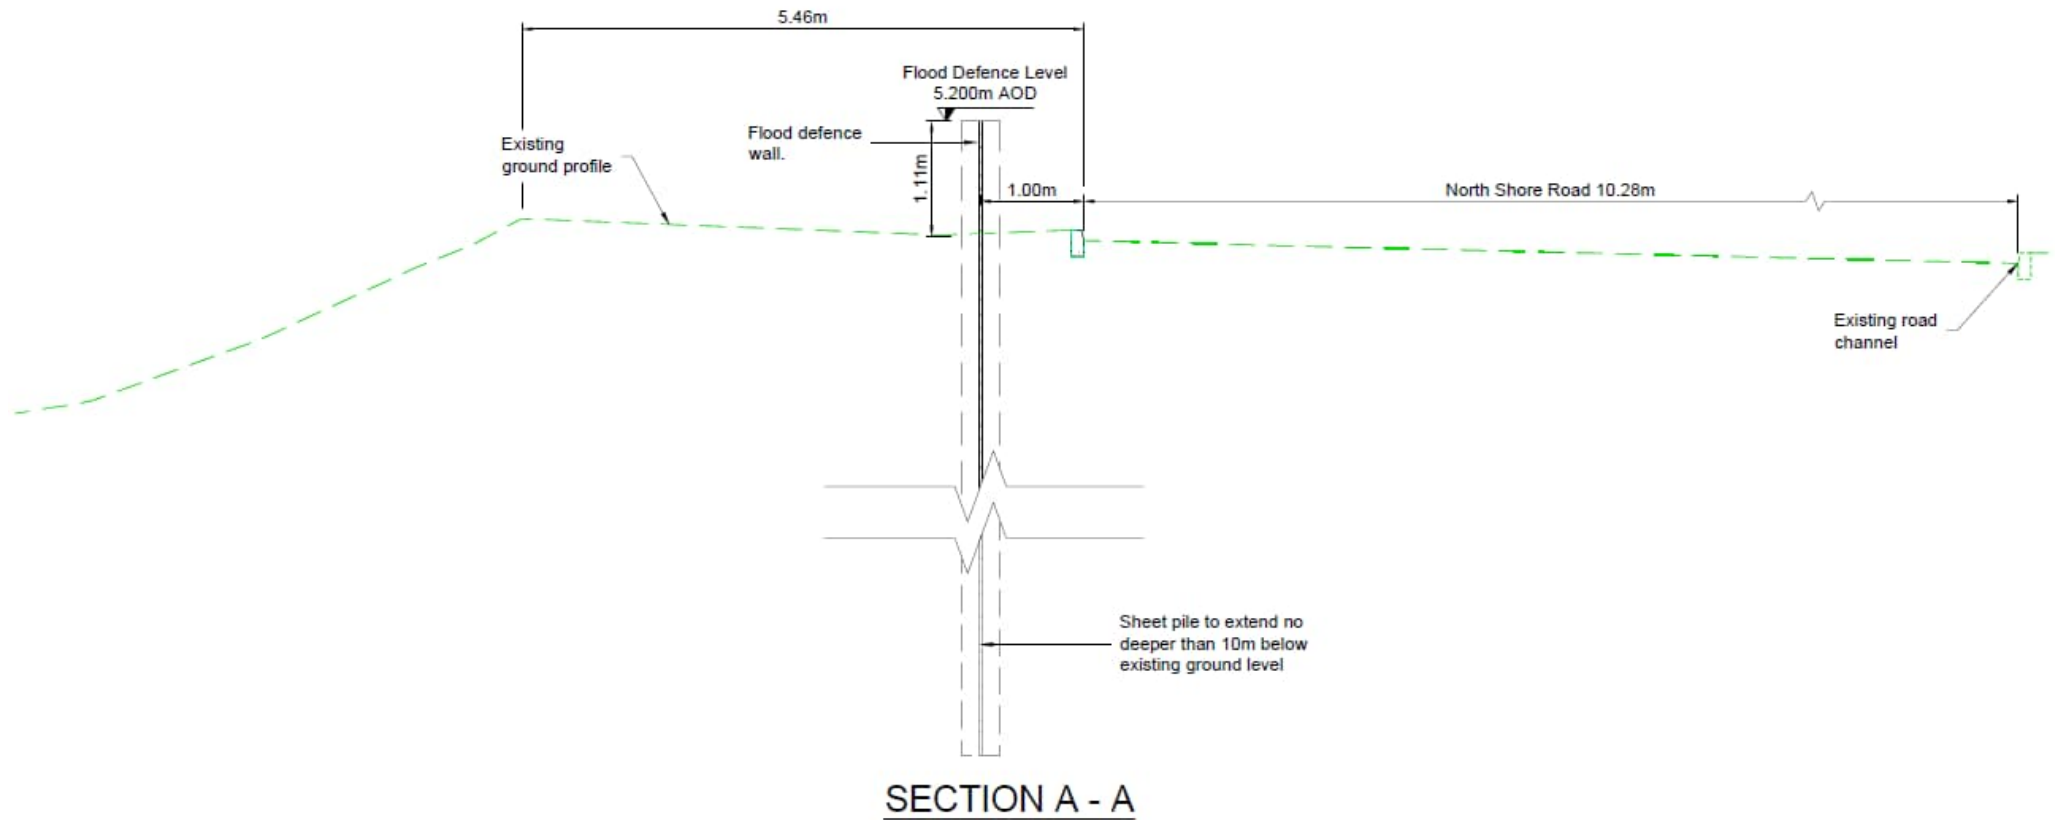 5.46m
Flood Defence Level
5.200m AOD
Flood defence
wall.
Existing
ground profile
1.11m
1.00m
North Shore Road 10.28m
Existing road
channel
Sheet pile to extend no
deeper than 10m below
existing ground level
SECTION A - A